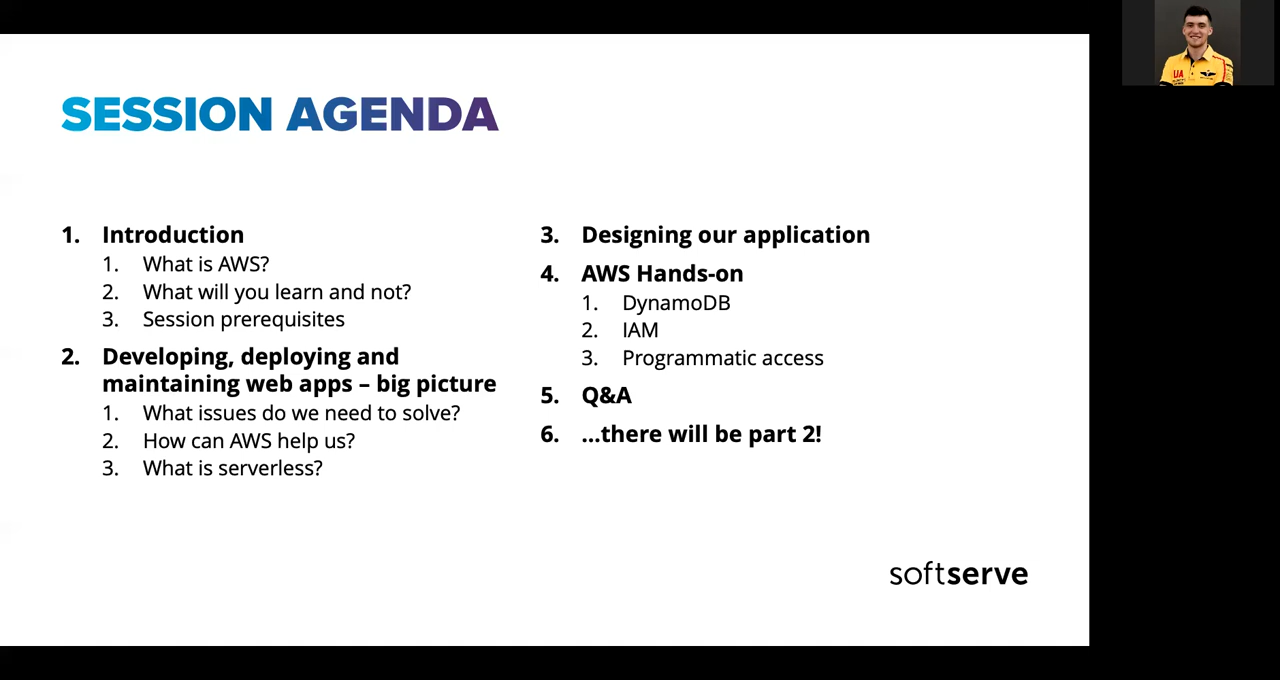 SESSION AGENDA
1. Introduction
1. What is AWS?
2. What will you learn and not?
3. Session prerequisites
2. Developing, deploying and
maintaining web apps – big picture
1. What issues do we need to solve?
2. How can AWS help us?
3. What is serverless?
3. Designing our application
4. AWS Hands-on
1. DynamoDB
2. IAM
3. Programmatic access
5. Q&A
6. ...there will be part 2!
softserve
UA